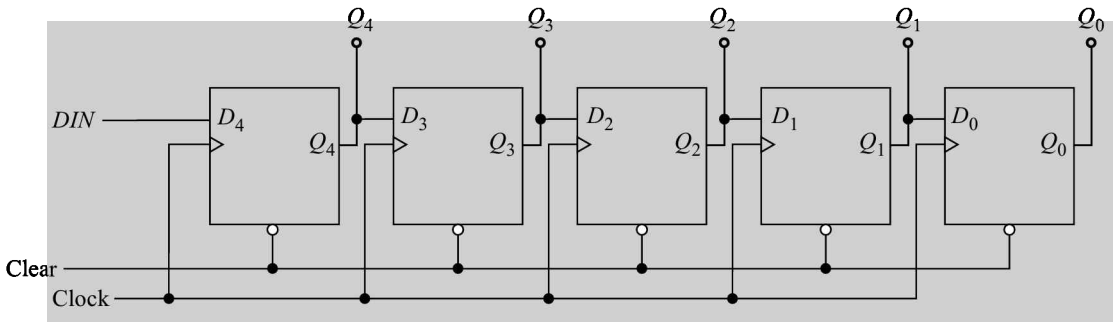 Q₄ Q₃ Q₂ Q₁ Q₀
DIN D₄ D₃ D₂ D₁ D₀
Q₄ Q₃ Q₂ Q₁ Q₀
Clear
Clock